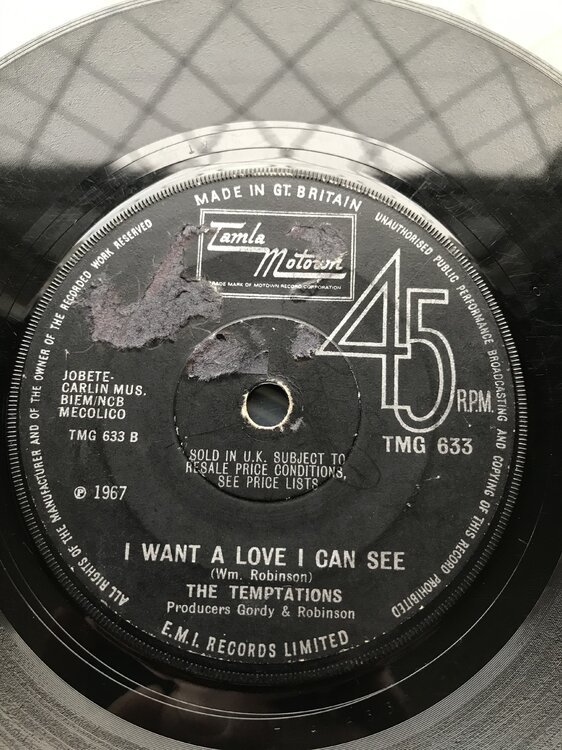 MADE IN GT. BRITAIN
UNAUTHORISED PUBLIC PERFORMANCE BROADCASTING AND COPYING OF THIS RECORD PROHIBITED
ALL RIGHTS OF THE MANUFACTURER AND OF THE OWNER OF THE RECORDED WORK RESERVED
Tamla
Motown
TRADE MARK OF MOTOWN RECORD CORPORATION
45
R.P.M.
TMG 633
JOBETE-
CARLIN MUS.
BIEM/NCB
MECOLICO
TMG 633 B
℗ 1967
SOLD IN U.K. SUBJECT TO
RESALE PRICE CONDITIONS,
SEE PRICE LISTS
I WANT A LOVE I CAN SEE
(Wm. Robinson)
THE TEMPTATIONS
Producers Gordy & Robinson
E.M.I. RECORDS LIMITED